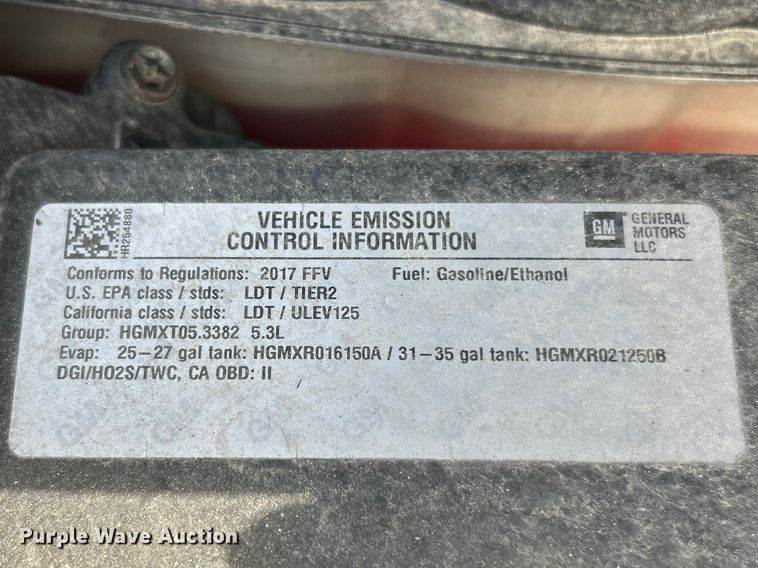 HR264880
VEHICLE EMISSION
CONTROL INFORMATION
GM
GENERAL
MOTORS
LLC
Conforms to Regulations: 2017 FFV Fuel: Gasoline/Ethanol
U.S. EPA class / stds: LDT / TIER2
California class / stds: LDT / ULEV125
Group: HGMXT05.3382 5.3L
Evap: 25-27 gal tank: HGMXR016150A / 31-35 gal tank: HGMXR021250B
DGI/HO2S/TWC, CA OBD: II
Purple Wave Auction